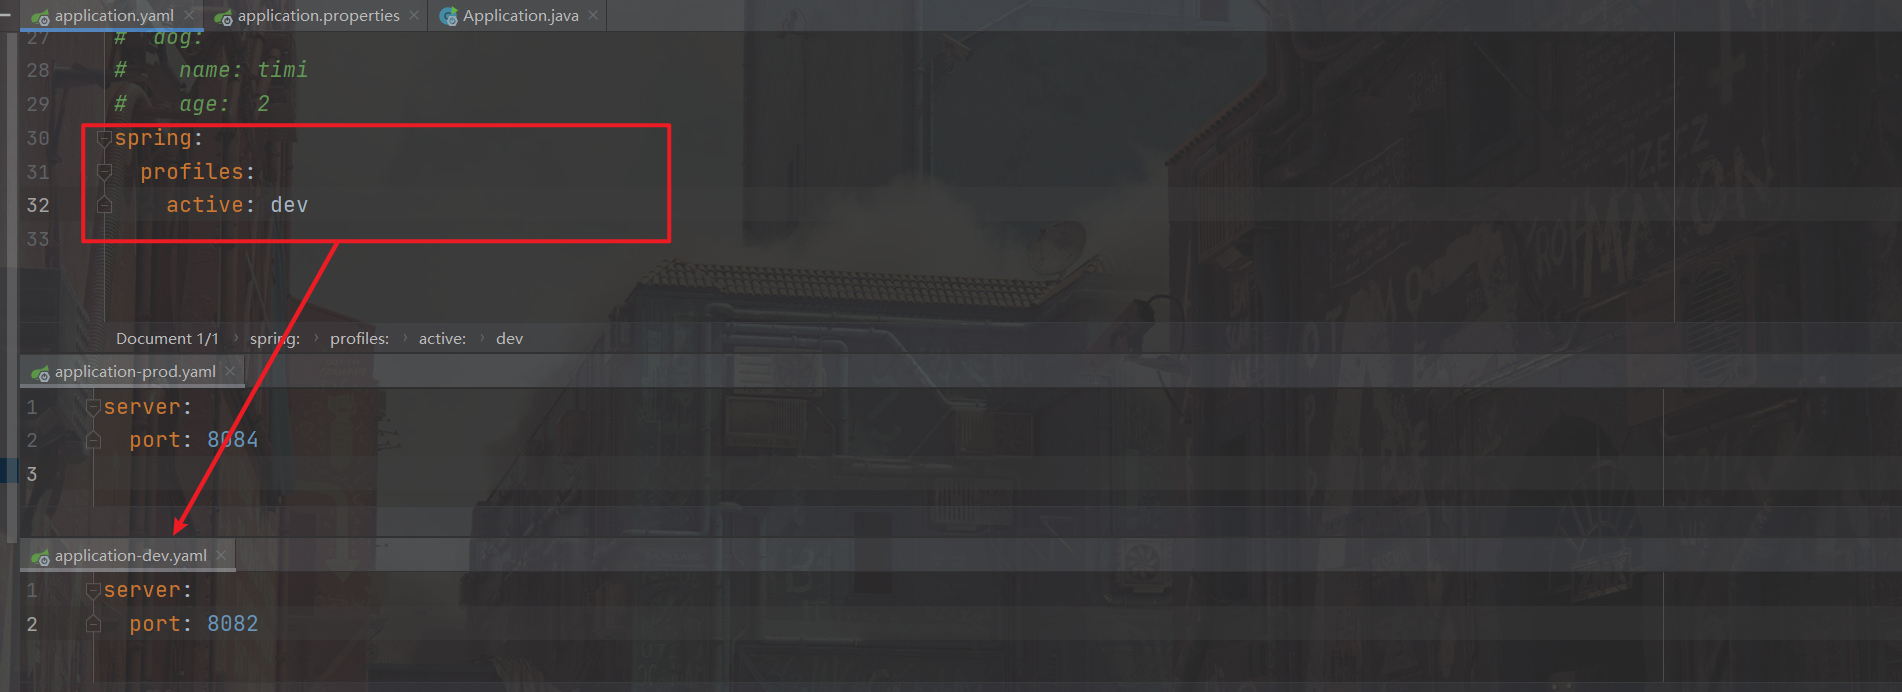 application.yaml application.properties Application.java
27 # dog:
28 # name: timi
29 # age: 2
30 spring:
31 profiles:
32 active: dev
33
Document 1/1 › spring: › profiles: › active: › dev
application-prod.yaml
1 server:
2 port: 8084
3
application-dev.yaml
1 server:
2 port: 8082